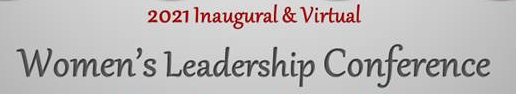 2021 Inaugural & Virtual
Women's Leadership Conference